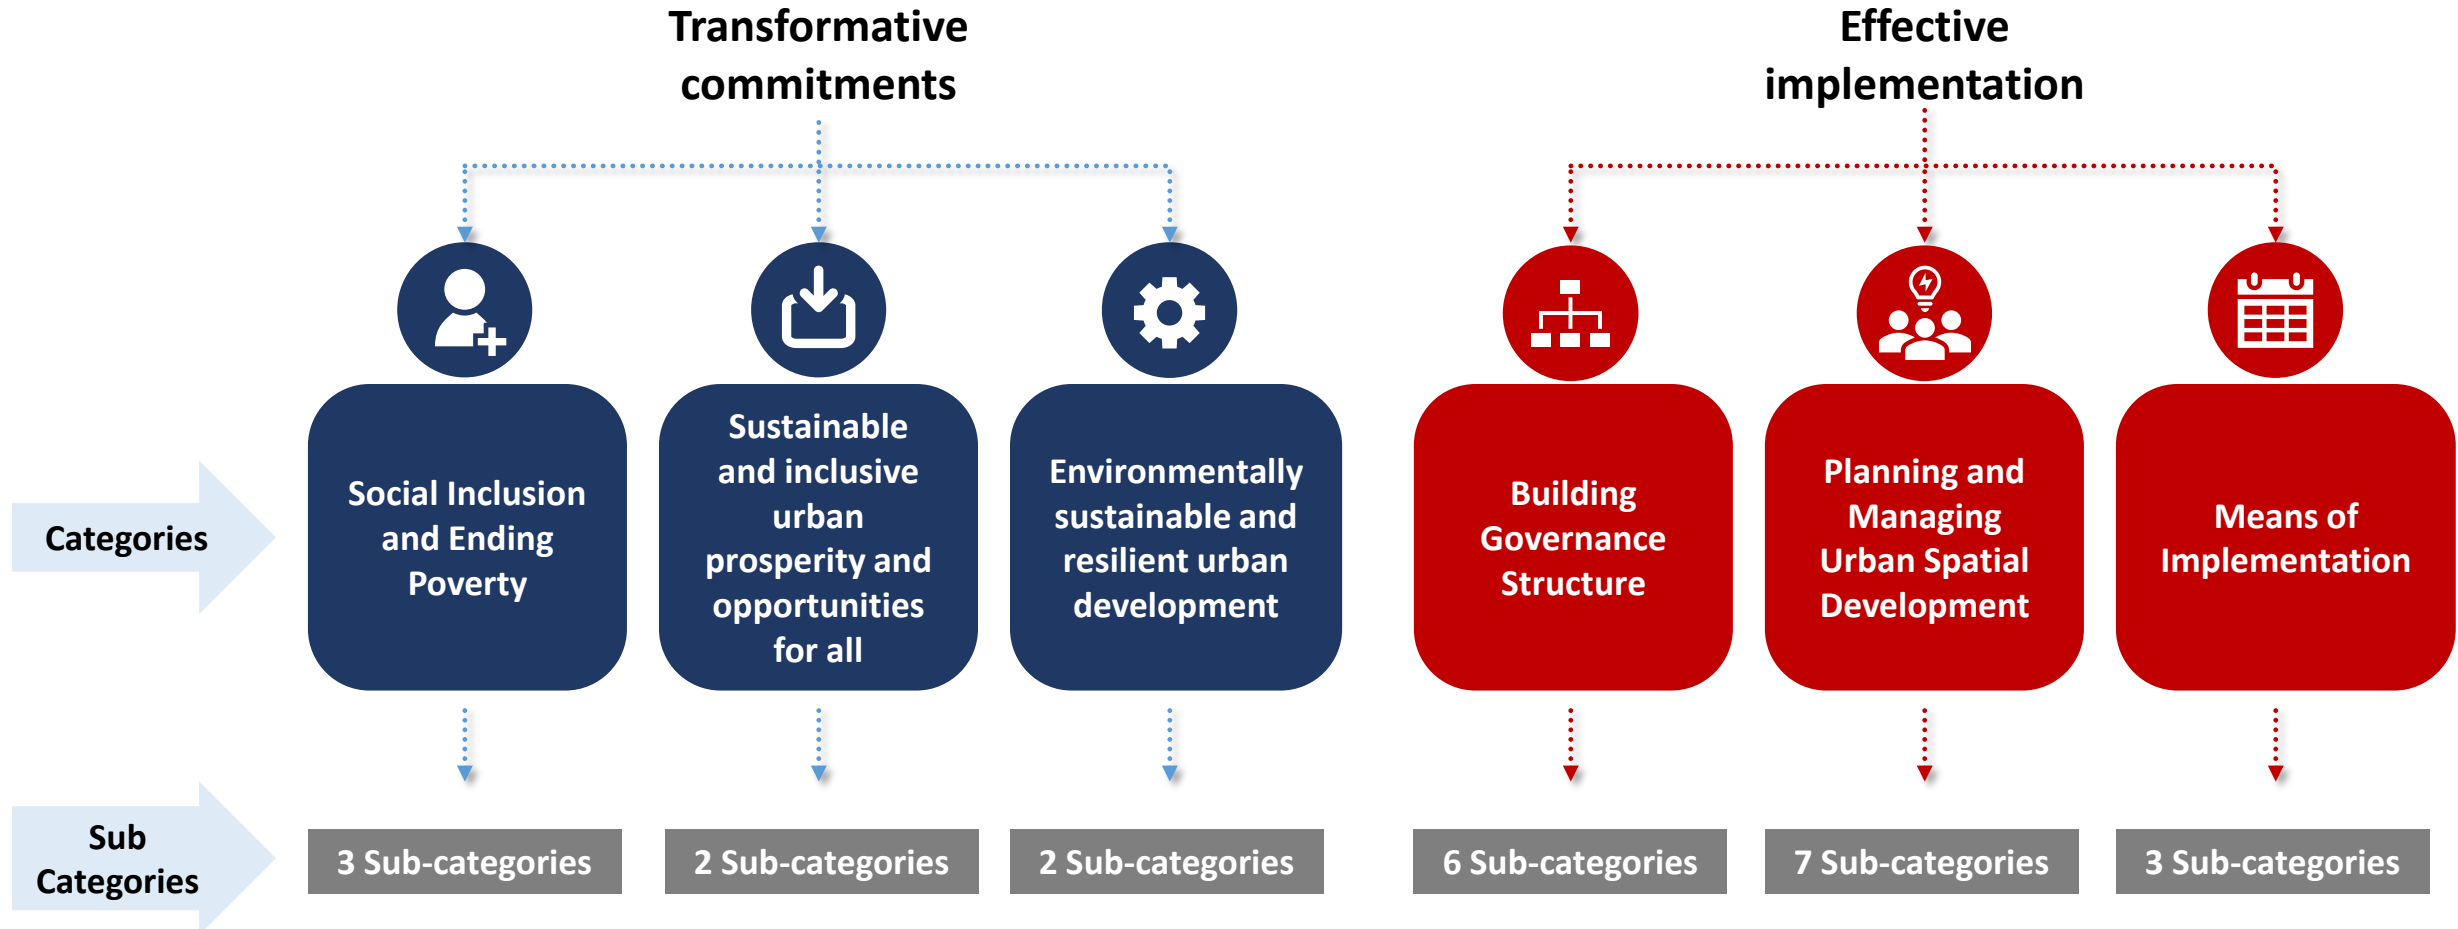 Transformative
commitments
Effective
implementation
Categories
Social Inclusion
and Ending
Poverty
Sustainable
and inclusive
urban
prosperity and
opportunities
for all
Environmentally
sustainable and
resilient urban
development
Building
Governance
Structure
Planning and
Managing
Urban Spatial
Development
Means of
Implementation
Sub
Categories
3 Sub-categories
2 Sub-categories
2 Sub-categories
6 Sub-categories
7 Sub-categories
3 Sub-categories